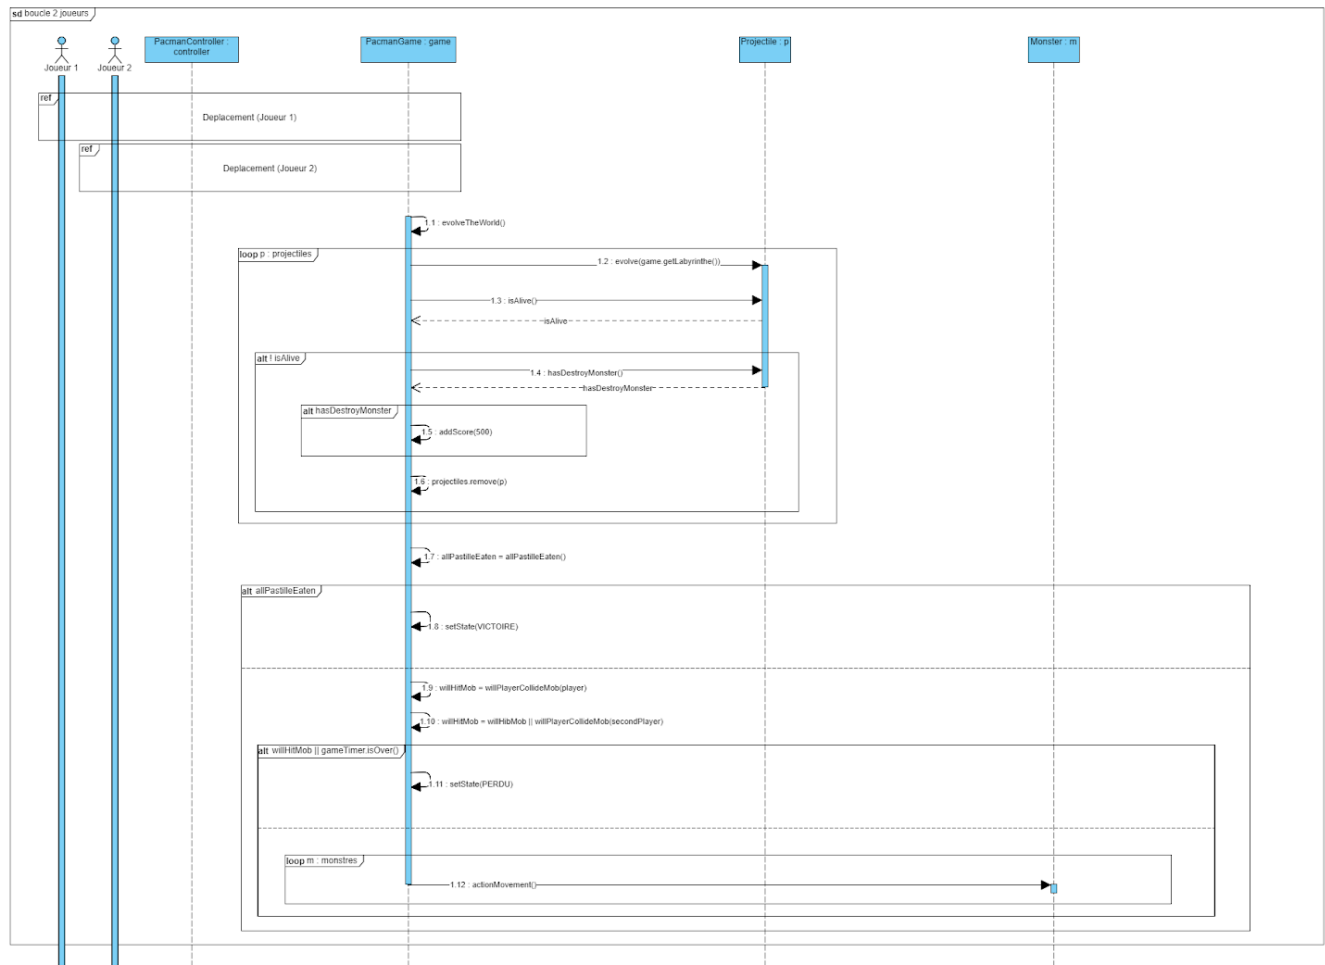 sd boucle 2 joueurs
Joueur 1
Joueur 2
PacmanController :
controller
PacmanGame : game
Projectile : p
Monster : m
ref
Deplacement (Joueur 1)
ref
Deplacement (Joueur 2)
1.1 : evolveTheWorld()
loop p : projectiles
1.2 : evolve(game.getLabyrinthe())
1.3 : isAlive()
isAlive
alt ! isAlive
1.4 : hasDestroyMonster()
hasDestroyMonster
alt hasDestroyMonster
1.5 : addScore(500)
1.6 : projectiles.remove(p)
1.7 : allPastilleEaten = allPastilleEaten()
alt allPastilleEaten
1.8 : setState(VICTOIRE)
1.9 : willHitMob = willPlayerCollideMob(player)
1.10 : willHitMob = willHibMob || willPlayerCollideMob(secondPlayer)
alt willHitMob || gameTimer.isOver()
1.11 : setState(PERDU)
loop m : monstres
1.12 : actionMovement()